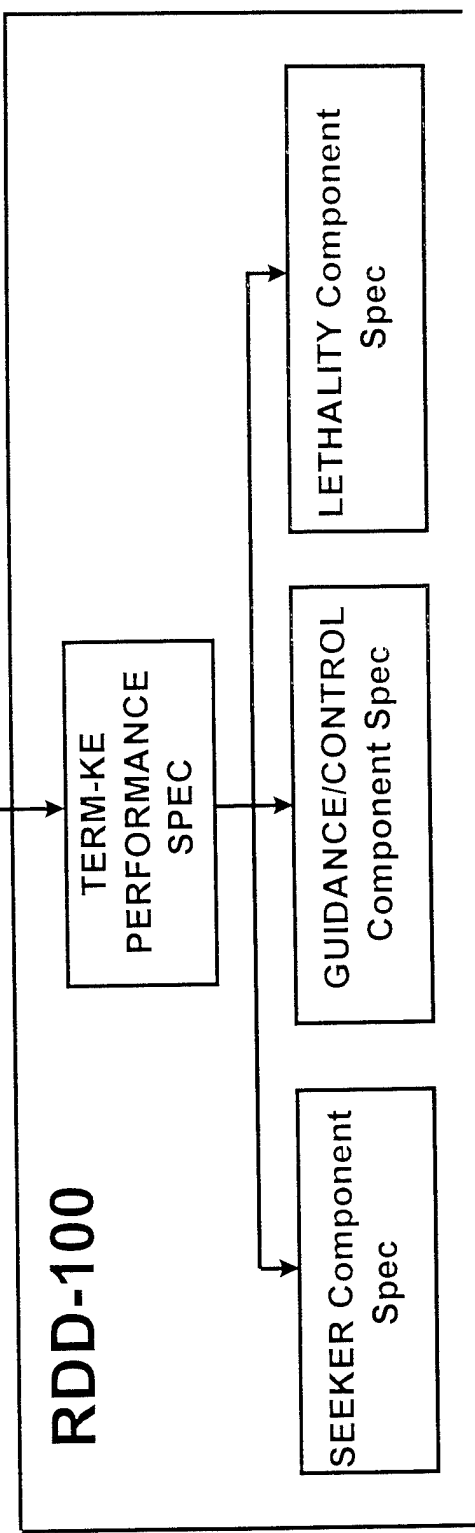 RDD-100
TERM-KE
PERFORMANCE
SPEC
SEEKER Component
Spec
GUIDANCE/CONTROL
Component Spec
LETHALITY Component
Spec